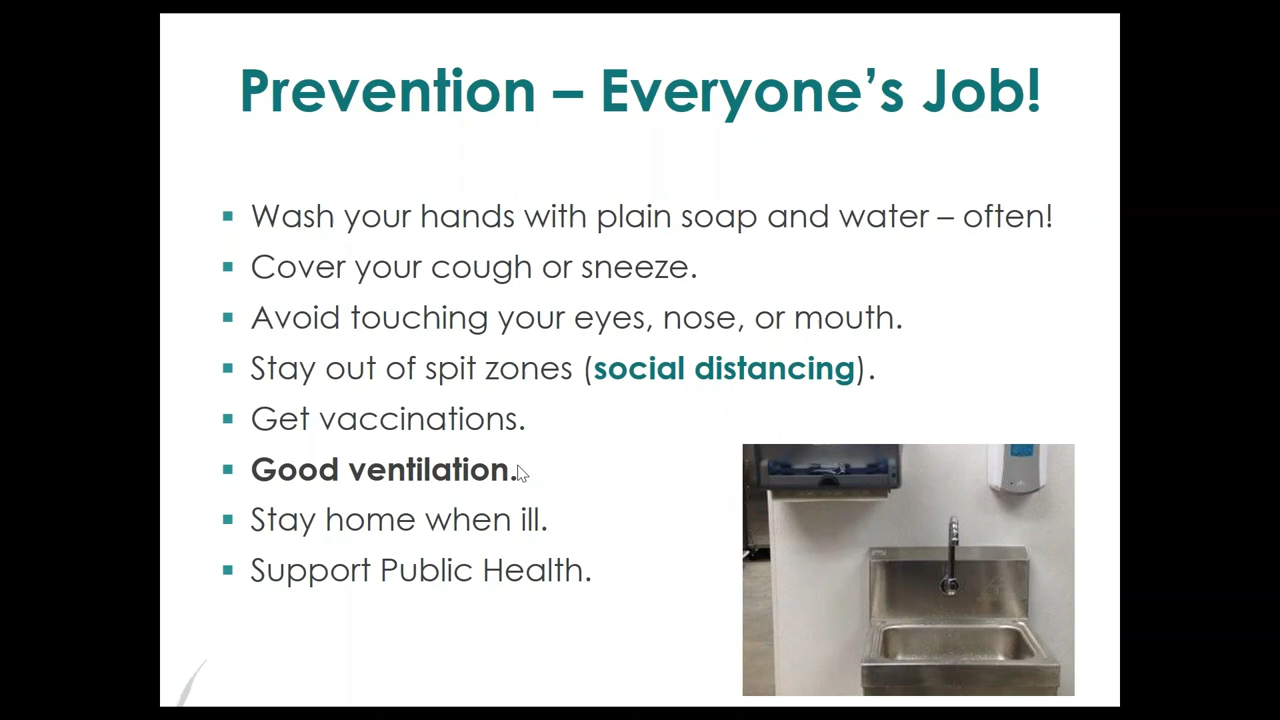 Prevention – Everyone’s Job!
Wash your hands with plain soap and water – often!
Cover your cough or sneeze.
Avoid touching your eyes, nose, or mouth.
Stay out of spit zones (social distancing).
Get vaccinations.
Good ventilation.
Stay home when ill.
Support Public Health.